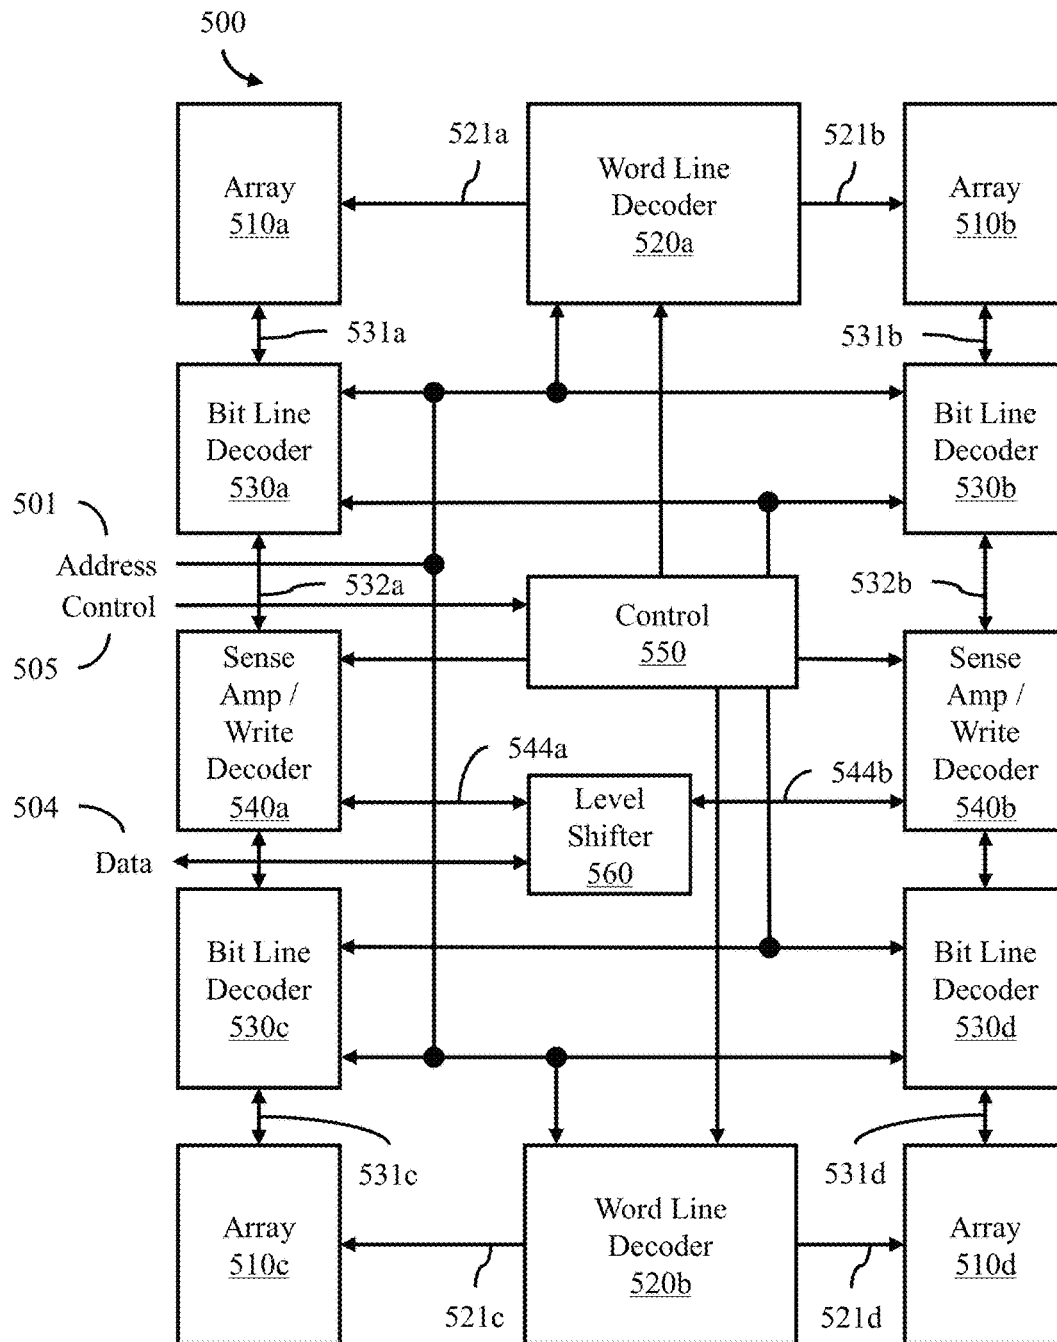 500
Array
510a
521a
Word Line
Decoder
520a
521b
Array
510b
531a
531b
Bit Line
Decoder
530a
Bit Line
Decoder
530b
501
Address
532a
532b
Control
505
Control
550
Sense
Amp /
Write
Decoder
540a
Sense
Amp /
Write
Decoder
540b
544a
544b
504
Data
Level
Shifter
560
Bit Line
Decoder
530c
Bit Line
Decoder
530d
531c
531d
Array
510c
521c
Word Line
Decoder
520b
521d
Array
510d